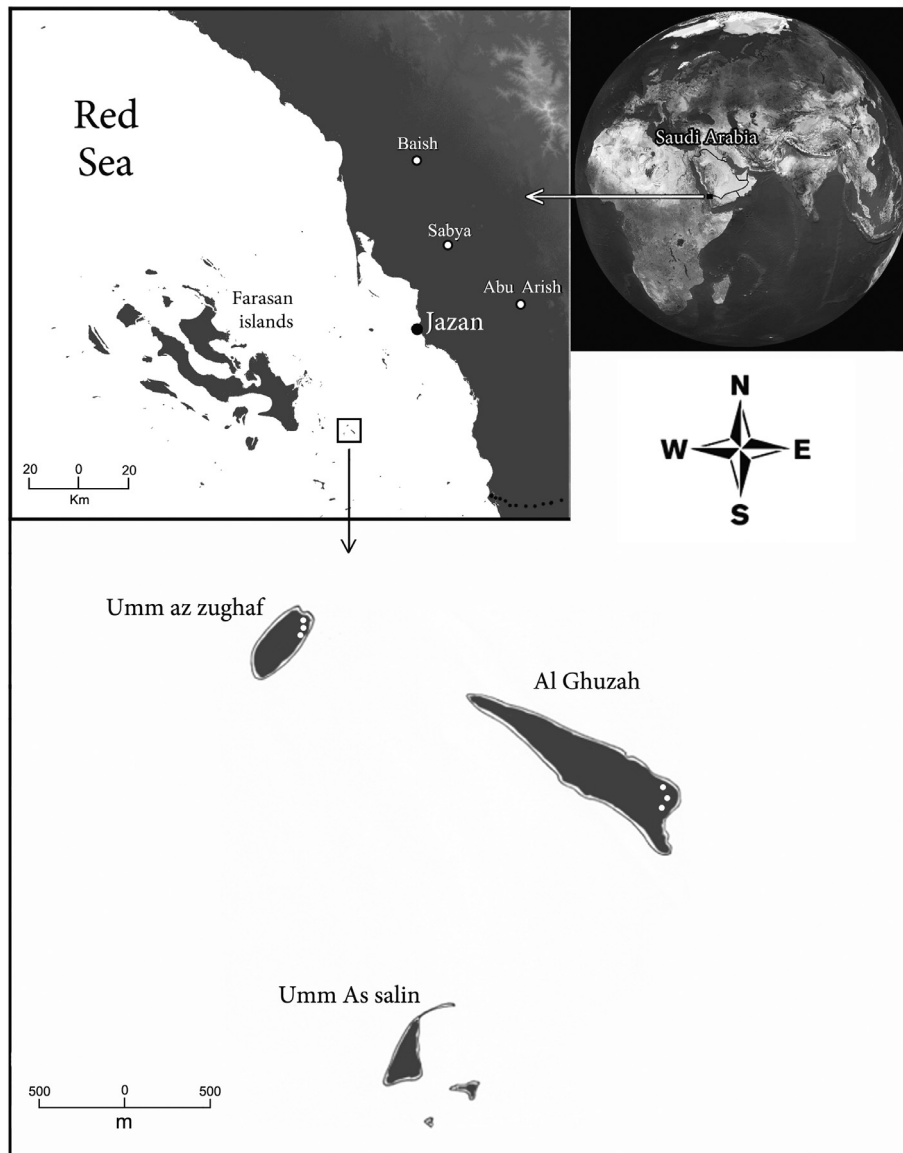 Red
Sea
Baish
Sabya
Abu Arish
Farasan
islands
Jazan
20 0 20
Km
Saudi Arabia
N
W E
S
Umm az zughaf
Al Ghuzah
Umm As salin
500 0 500
m